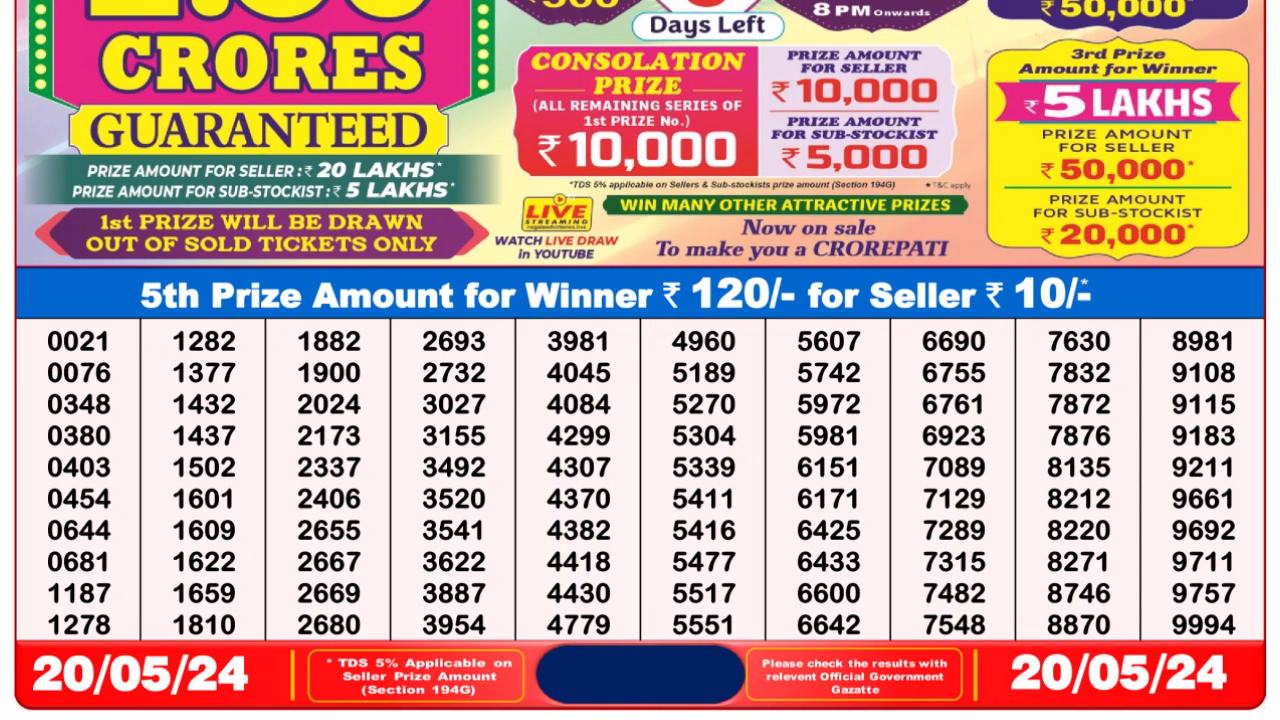 CRORES
GUARANTEED
PRIZE AMOUNT FOR SELLER :₹ 20 LAKHS*
PRIZE AMOUNT FOR SUB-STOCKIST :₹ 5 LAKHS*
1st PRIZE WILL BE DRAWN
OUT OF SOLD TICKETS ONLY
Days Left
8 PM Onwards
₹ 50,000*
CONSOLATION
PRIZE
(ALL REMAINING SERIES OF
1st PRIZE No.)
₹ 10,000
PRIZE AMOUNT
FOR SELLER
₹ 10,000
PRIZE AMOUNT
FOR SUB-STOCKIST
₹ 5,000
*TDS 5% applicable on Sellers & Sub-stockists prize amount (Section 194G)
★T&C apply
LIVE
STREAMING
WATCH LIVE DRAW
in YOUTUBE
WIN MANY OTHER ATTRACTIVE PRIZES
Now on sale
To make you a CROREPATI
3rd Prize
Amount for Winner
₹ 5 LAKHS
PRIZE AMOUNT
FOR SELLER
₹ 50,000*
PRIZE AMOUNT
FOR SUB-STOCKIST
₹ 20,000*
5th Prize Amount for Winner ₹ 120/- for Seller ₹ 10/-*
0021 1282 1882 2693 3981 4960 5607 6690 7630 8981
0076 1377 1900 2732 4045 5189 5742 6755 7832 9108
0348 1432 2024 3027 4084 5270 5972 6761 7872 9115
0380 1437 2173 3155 4299 5304 5981 6923 7876 9183
0403 1502 2337 3492 4307 5339 6151 7089 8135 9211
0454 1601 2406 3520 4370 5411 6171 7129 8212 9661
0644 1609 2655 3541 4382 5416 6425 7289 8220 9692
0681 1622 2667 3622 4418 5477 6433 7315 8271 9711
1187 1659 2669 3887 4430 5517 6600 7482 8746 9757
1278 1810 2680 3954 4779 5551 6642 7548 8870 9994
20/05/24
* TDS 5% Applicable on
Seller Prize Amount
(Section 194G)
Please check the results with
relevent Official Government
Gazatte
20/05/24